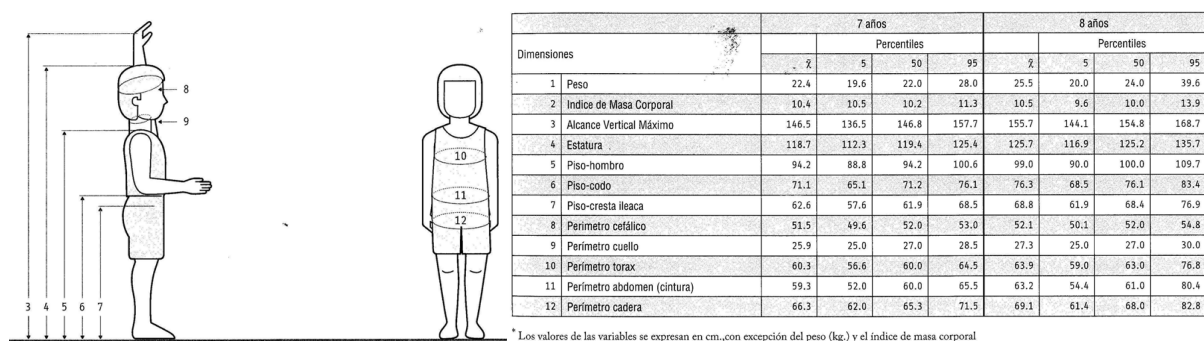 8
9
10
11
12
3 4 5 6 7
7 años 8 años
Dimensiones Percentiles Percentiles
x̄ 5 50 95 x̄ 5 50 95
1 Peso 22.4 19.6 22.0 28.0 25.5 20.0 24.0 39.6
2 Indice de Masa Corporal 10.4 10.5 10.2 11.3 10.5 9.6 10.0 13.9
3 Alcance Vertical Máximo 146.5 136.5 146.8 157.7 155.7 144.1 154.8 168.7
4 Estatura 118.7 112.3 119.4 125.4 125.7 116.9 125.2 135.7
5 Piso-hombro 94.2 88.8 94.2 100.6 99.0 90.0 100.0 109.7
6 Piso-codo 71.1 65.1 71.2 76.1 76.3 68.5 76.1 83.4
7 Piso-cresta ileaca 62.6 57.6 61.9 68.5 68.8 61.9 68.4 76.9
8 Perimetro cefálico 51.5 49.6 52.0 53.0 52.1 50.1 52.0 54.8
9 Perímetro cuello 25.9 25.0 27.0 28.5 27.3 25.0 27.0 30.0
10 Perímetro torax 60.3 56.6 60.0 64.5 63.9 59.0 63.0 76.8
11 Perímetro abdomen (cintura) 59.3 52.0 60.0 65.5 63.2 54.4 61.0 80.4
12 Perímetro cadera 66.3 62.0 65.3 71.5 69.1 61.4 68.0 82.8
* Los valores de las variables se expresan en cm.,con excepción del peso (kg.) y el índice de masa corporal